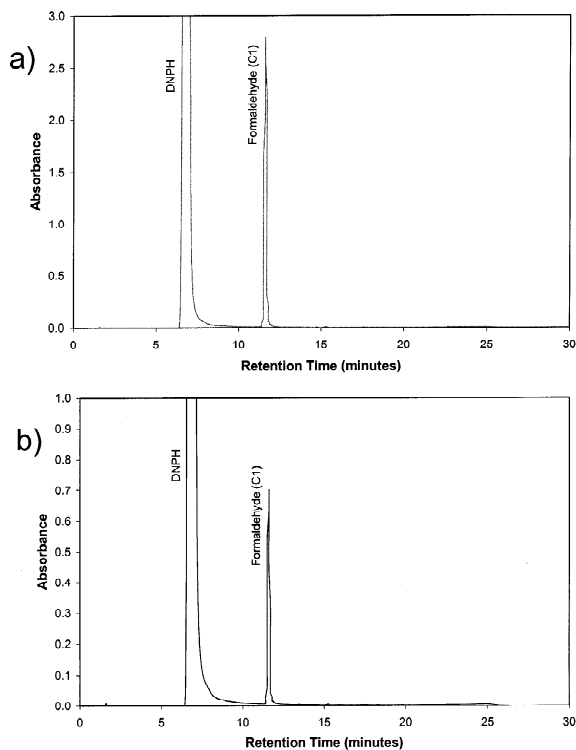 a)
3.0
2.5
2.0
1.5
1.0
0.5
0.0
Absorbance
DNPH
Formaldehyde (C1)
0 5 10 15 20 25 30
Retention Time (minutes)
b)
1.0
0.9
0.8
0.7
0.6
0.5
0.4
0.3
0.2
0.1
0.0
Absorbance
DNPH
Formaldehyde (C1)
0 5 10 15 20 25 30
Retention Time (minutes)